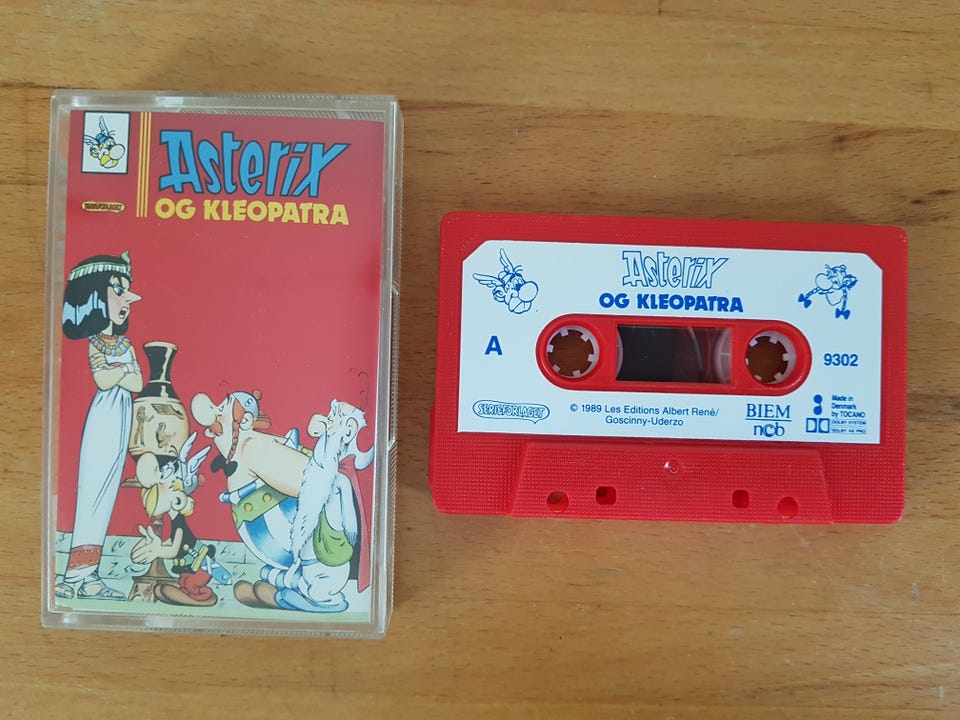 Asterix
OG KLEOPATRA
SERIEFORLAGET
Asterix
OG KLEOPATRA
A
9302
SERIEFORLAGET
© 1989 Les Editions Albert René/
Goscinny-Uderzo
BIEM
ncb
Made in
Denmark
by TOCANO
DOLBY SYSTEM
DOLBY HX PRO